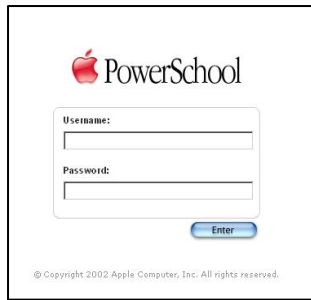 PowerSchool
Username:
Password:
Enter
© Copyright 2002 Apple Computer, Inc. All rights reserved.